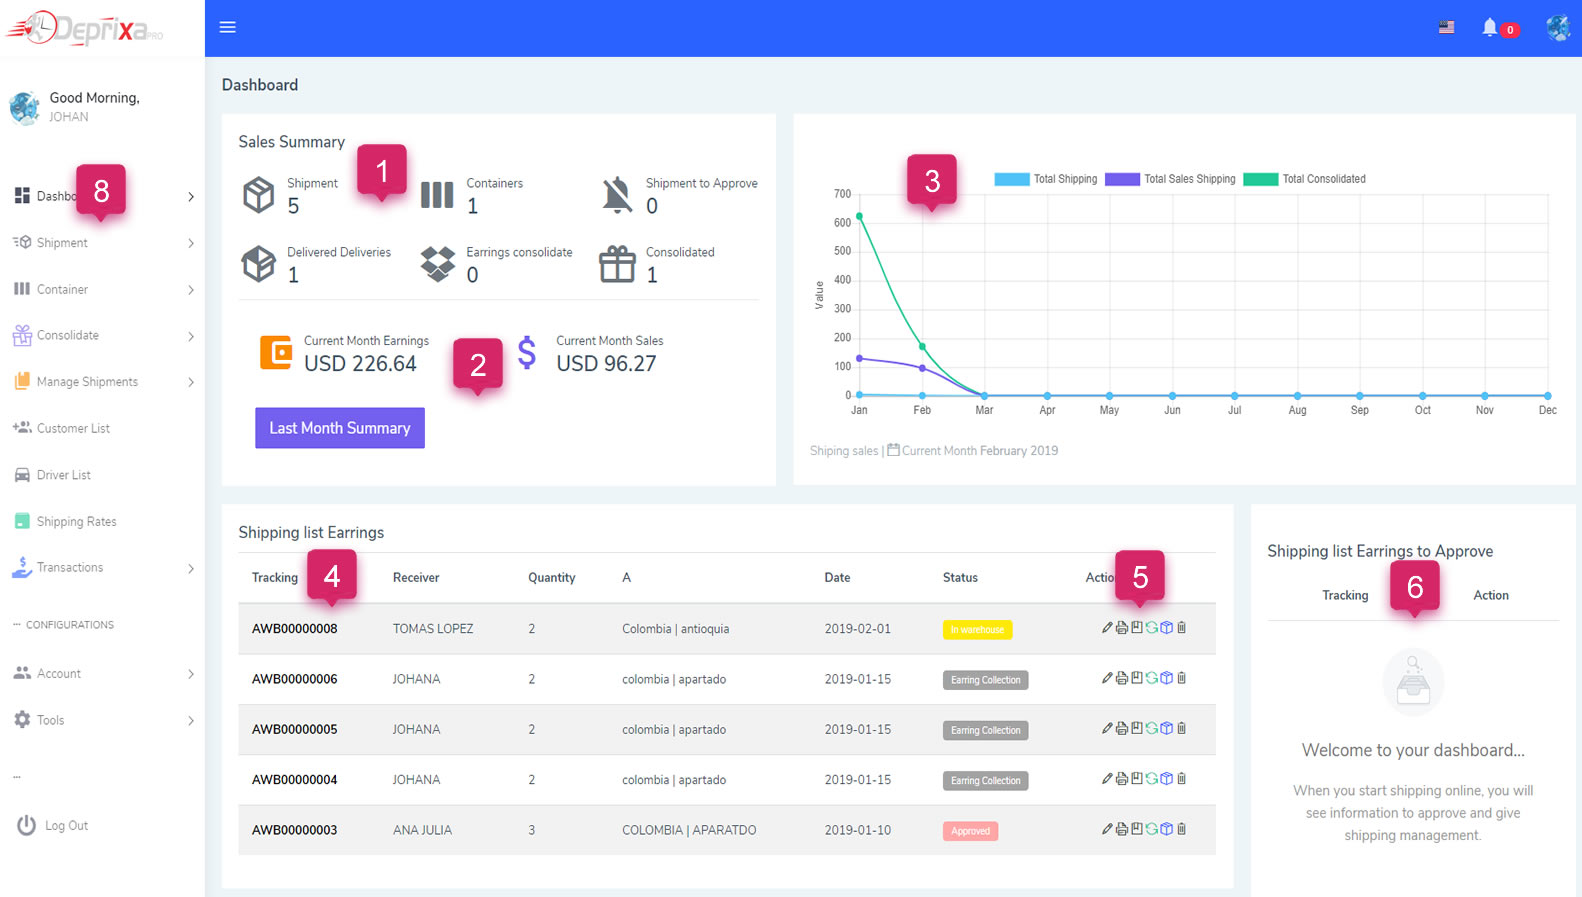 Deprixa PRO
0
Good Morning,
JOHAN
Dashbo
8
Shipment
Container
Consolidate
Manage Shipments
Customer List
Driver List
Shipping Rates
Transactions
··· CONFIGURATIONS
Account
Tools
...
Log Out
Dashboard
Sales Summary
1
Shipment
5
Containers
1
Shipment to Approve
0
Delivered Deliveries
1
Earrings consolidate
0
Consolidated
1
Current Month Earnings
USD 226.64
2
$
Current Month Sales
USD 96.27
Last Month Summary
3
Total Shipping Total Sales Shipping Total Consolidated
Value
700
600
500
400
300
200
100
0
Jan Feb Mar Apr May Jun Jul Aug Sep Oct Nov Dec
Shiping sales | Current Month February 2019
Shipping list Earrings
4
5
Tracking Receiver Quantity A Date Status Actio
AWB00000008 TOMAS LOPEZ 2 Colombia | antioquia 2019-02-01 In warehouse
AWB00000006 JOHANA 2 colombia | apartado 2019-01-15 Earring Collection
AWB00000005 JOHANA 2 colombia | apartado 2019-01-15 Earring Collection
AWB00000004 JOHANA 2 colombia | apartado 2019-01-15 Earring Collection
AWB00000003 ANA JULIA 3 COLOMBIA | APARATDO 2019-01-10 Approved
Shipping list Earrings to Approve
6
Tracking Action
Welcome to your dashboard...
When you start shipping online, you will
see information to approve and give
shipping management.